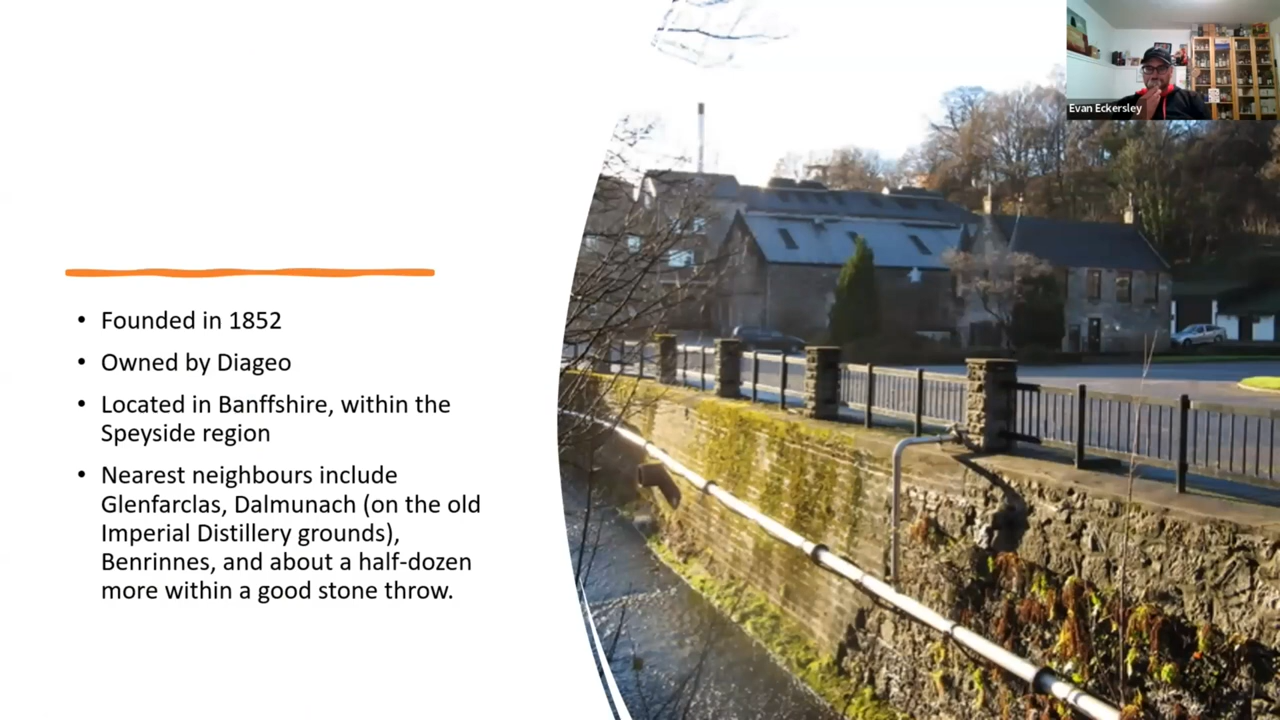 Evan Eckersley
• Founded in 1852
• Owned by Diageo
• Located in Banffshire, within the
Speyside region
• Nearest neighbours include
Glenfarclas, Dalmunach (on the old
Imperial Distillery grounds),
Benrinnes, and about a half-dozen
more within a good stone throw.